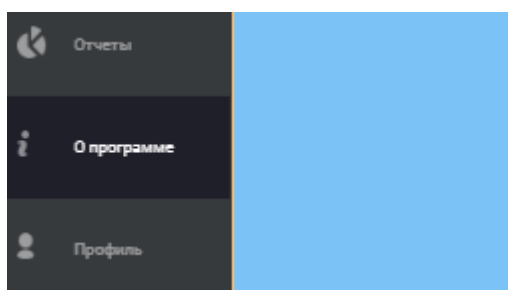 Отчеты
О программе
Профиль